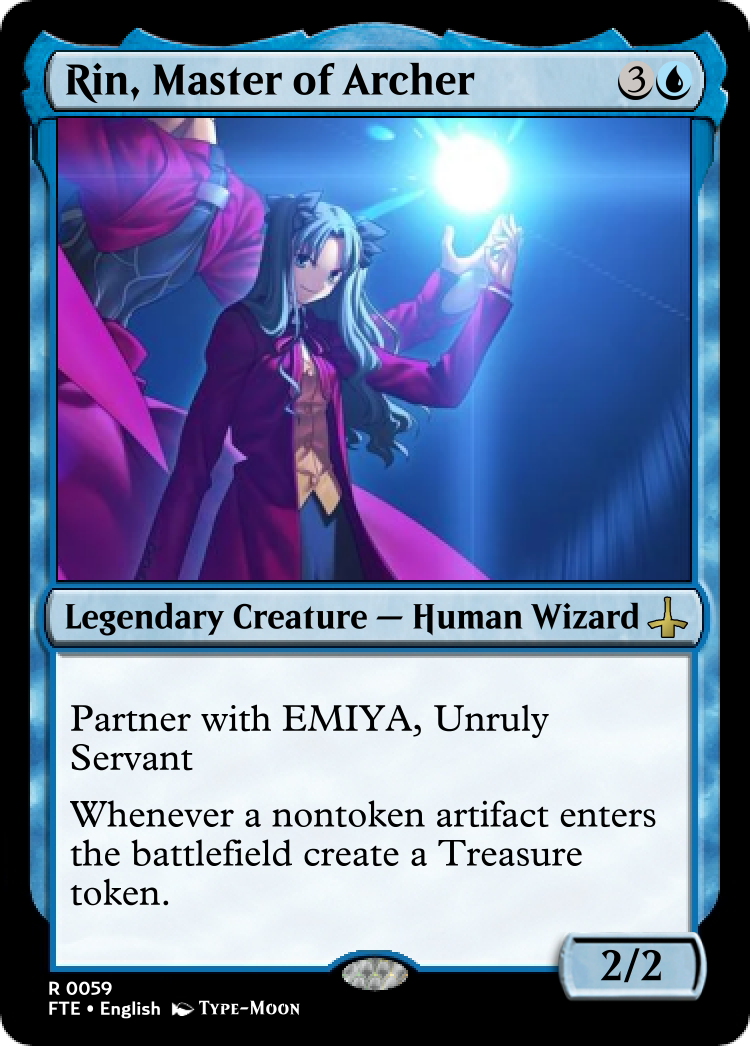 Rin, Master of Archer
3
Legendary Creature — Human Wizard
Partner with EMIYA, Unruly
Servant
Whenever a nontoken artifact enters
the battlefield create a Treasure
token.
2/2
R 0059
FTE • English TYPE-MOON